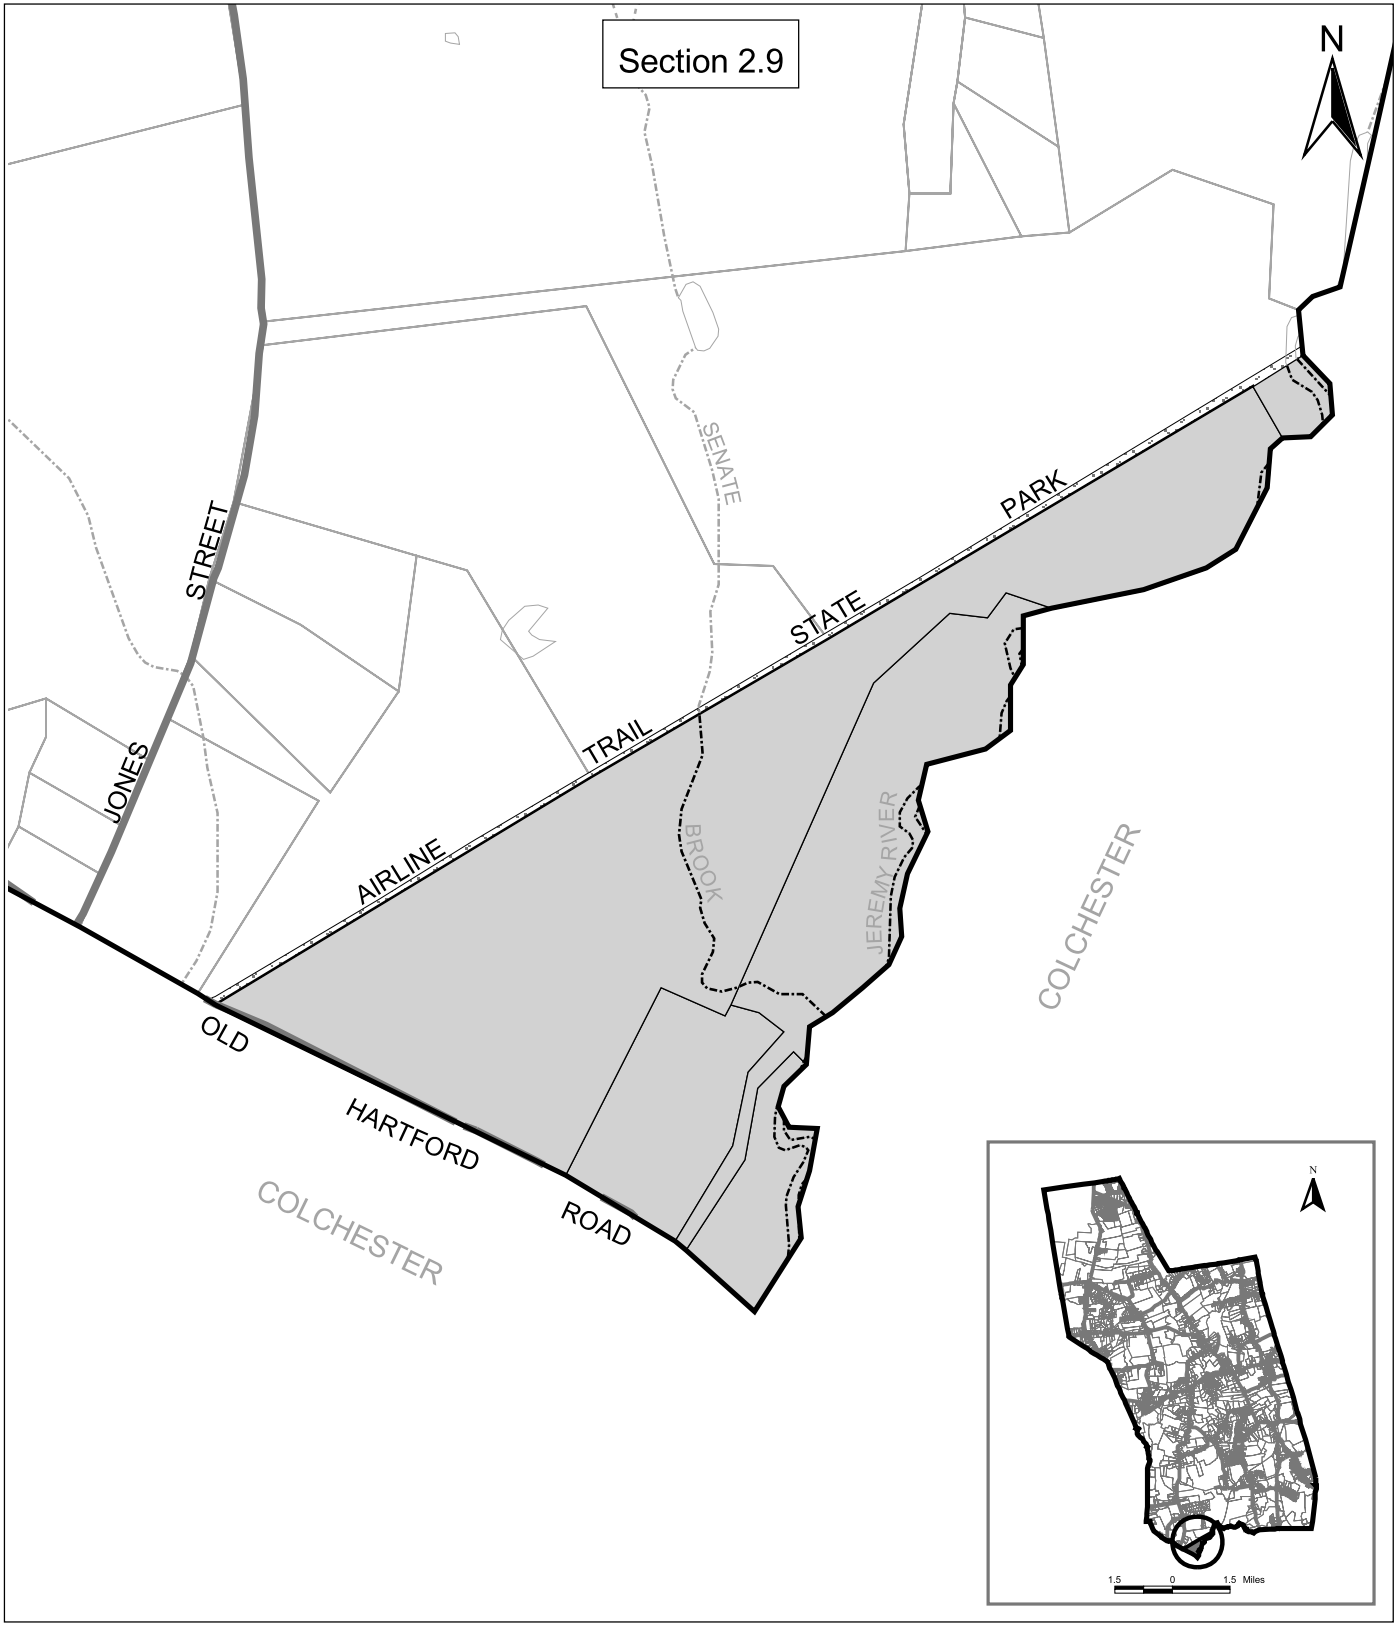 Section 2.9
N
SENATE
PARK
STREET
STATE
TRAIL
JONES
BROOK
JEREMY RIVER
AIRLINE
COLCHESTER
OLD
HARTFORD
COLCHESTER
ROAD
N
1.5 0 1.5 Miles